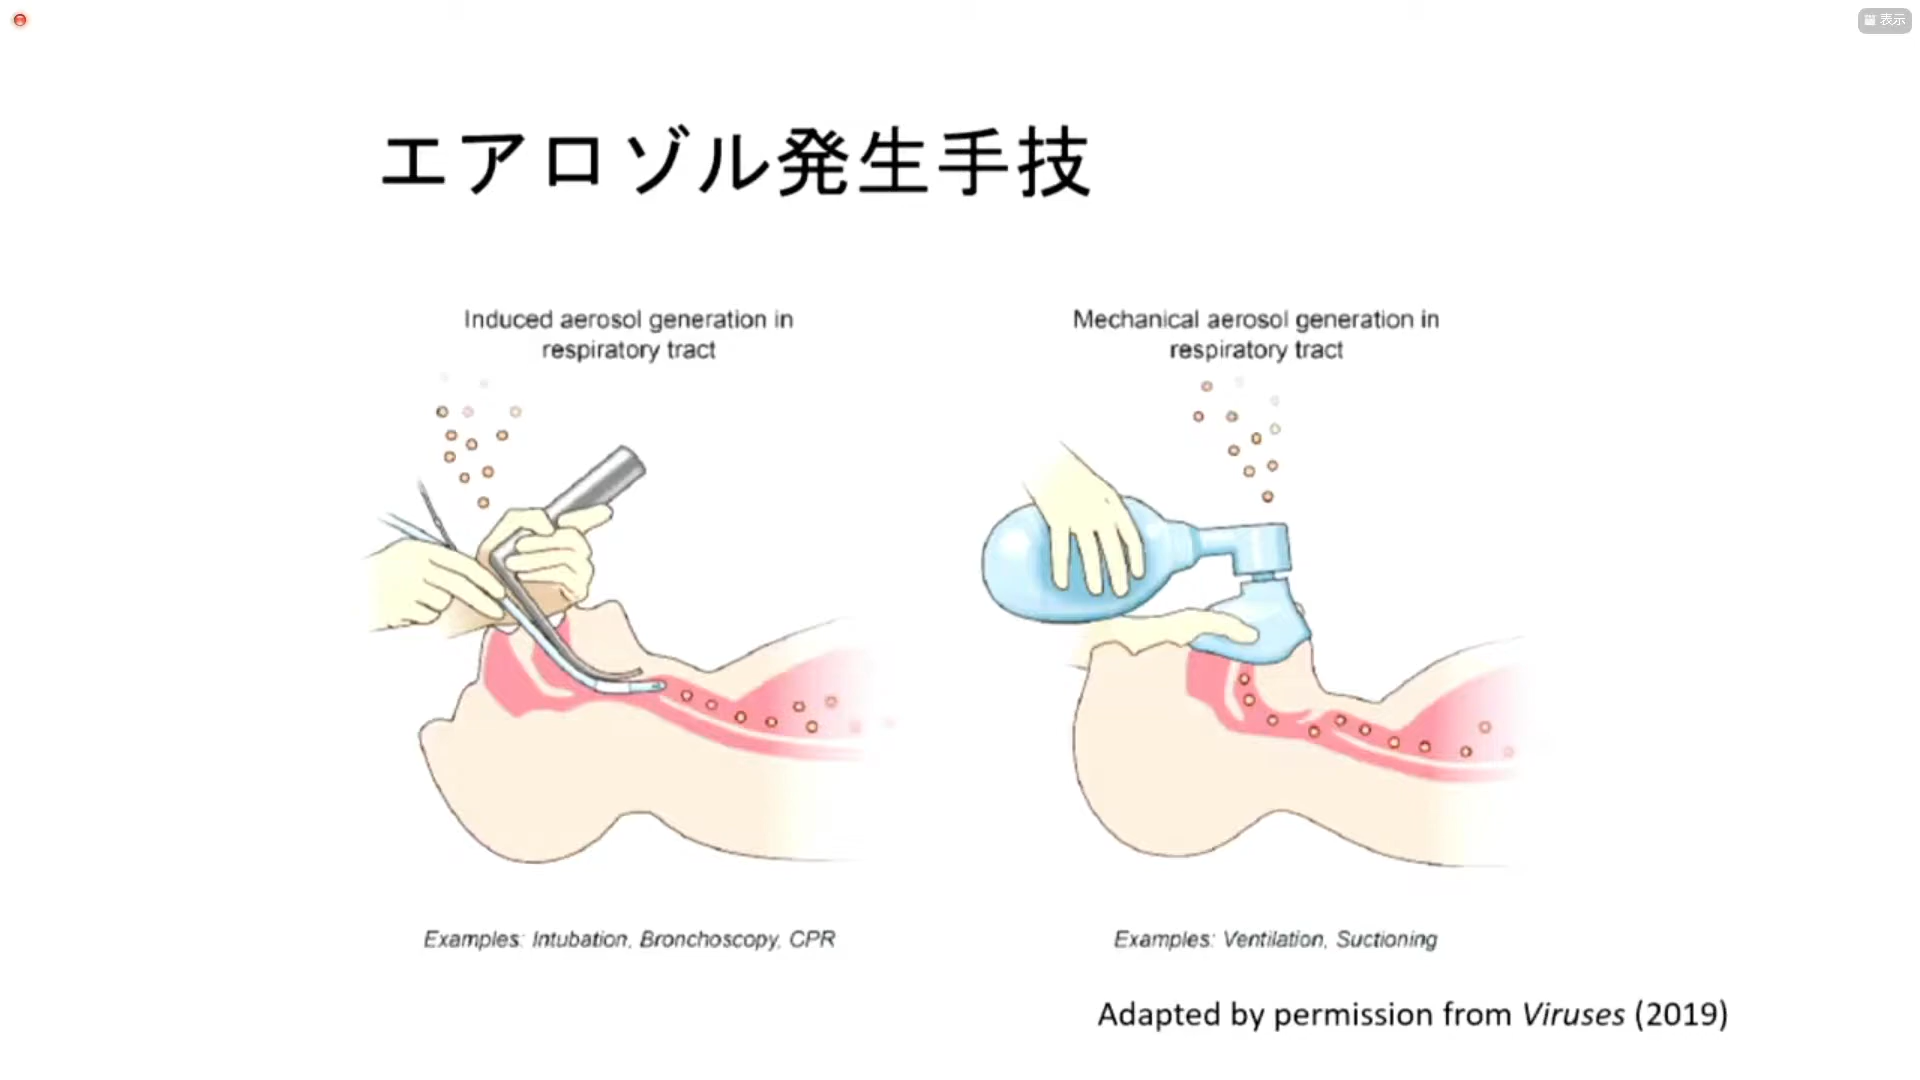 表示
エアロゾル発生手技
Induced aerosol generation in
respiratory tract
Mechanical aerosol generation in
respiratory tract
Examples: Intubation, Bronchoscopy, CPR
Examples: Ventilation, Suctioning
Adapted by permission from Viruses (2019)